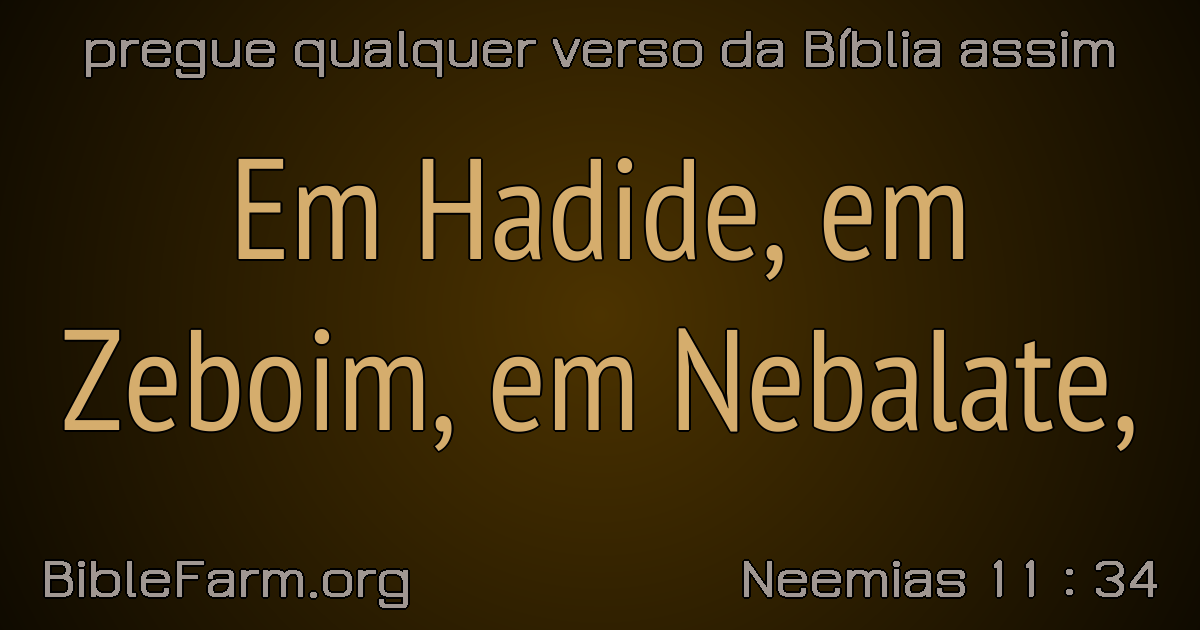 pregue qualquer verso da Bíblia assim
Em Hadide, em
Zeboim, em Nebalate,
BibleFarm.org
Neemias 11 : 34